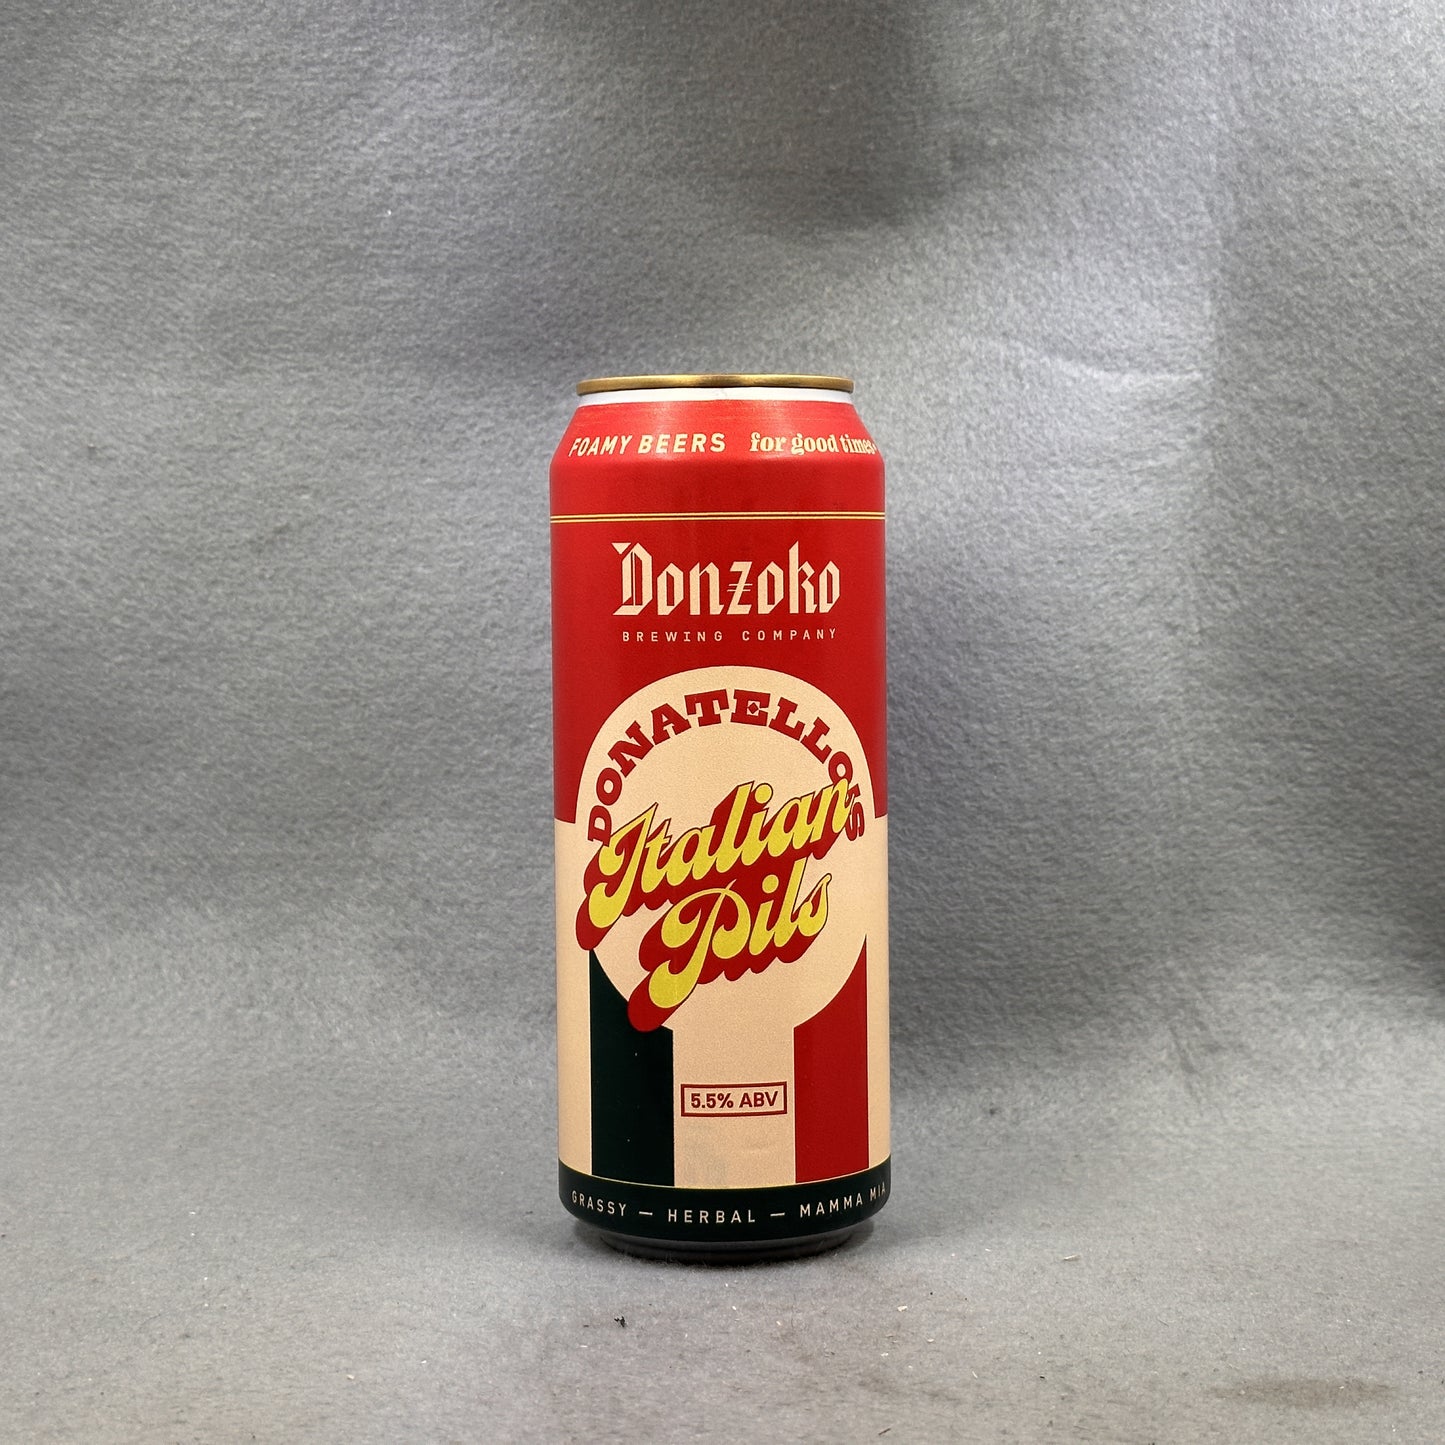 FOAMY BEERS for good times
Donzoko
BREWING COMPANY
DONATELLO'S
Italian
Pils
5.5% ABV
GRASSY — HERBAL — MAMMA MIA